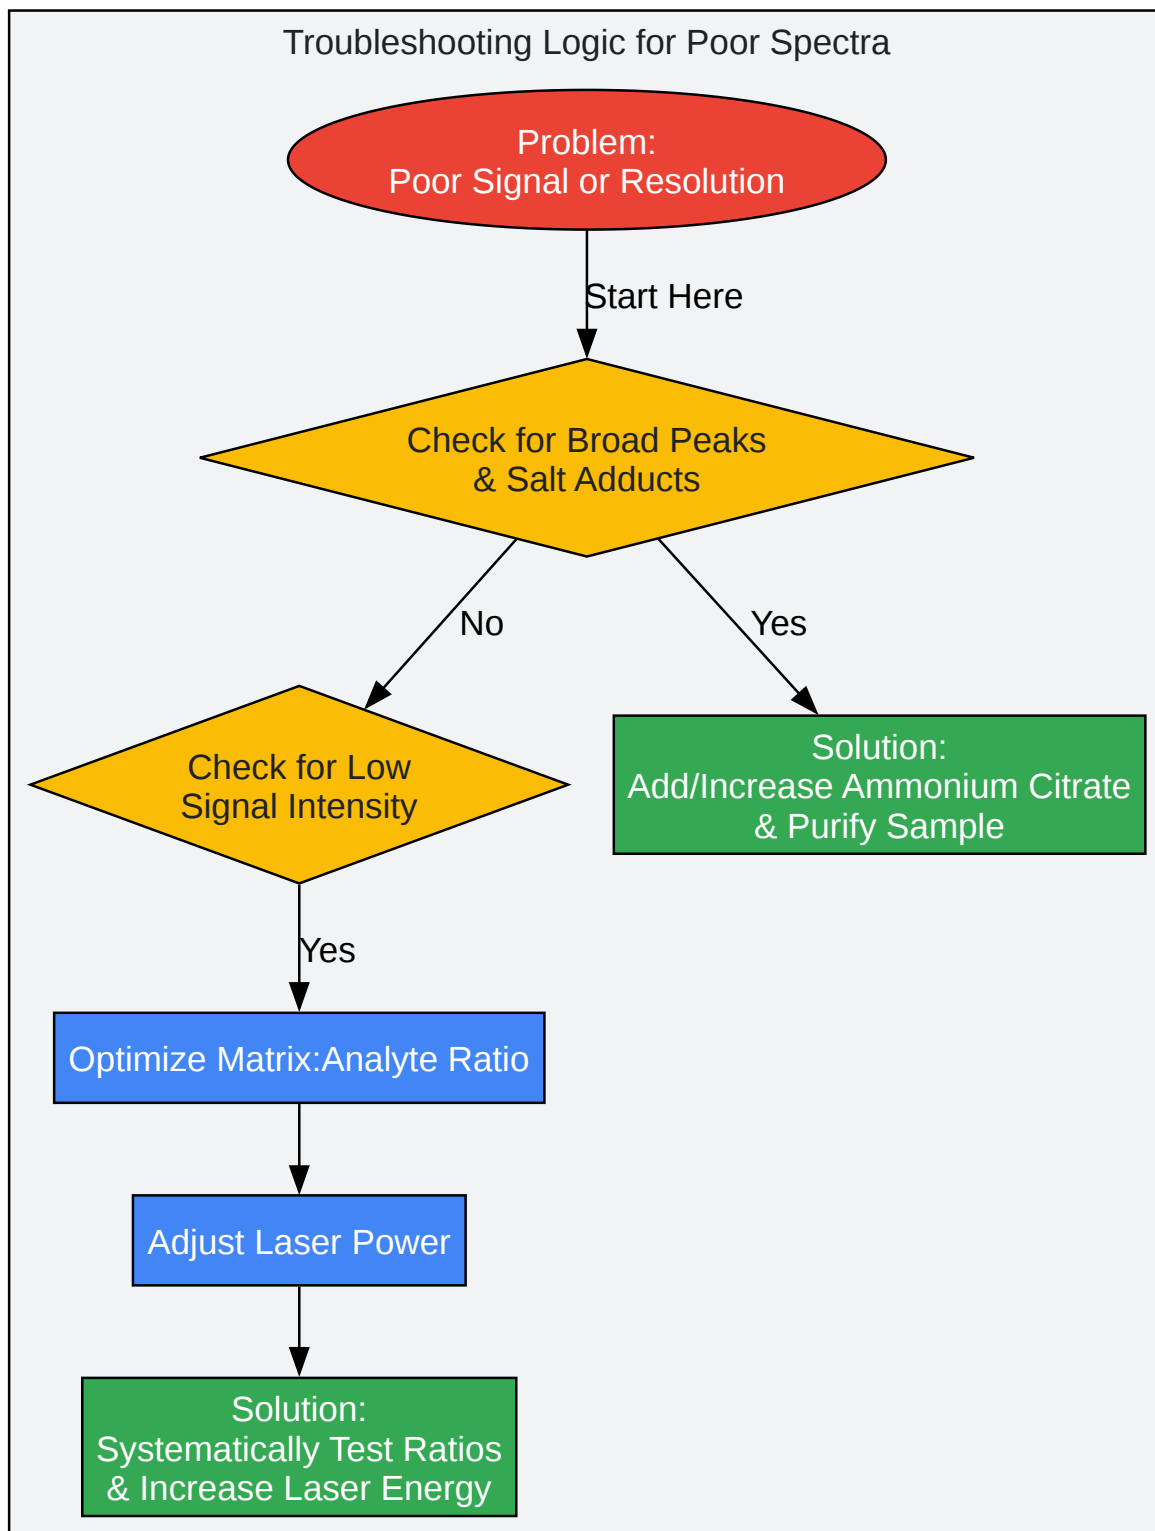 Troubleshooting Logic for Poor Spectra
Problem:
Poor Signal or Resolution
Start Here
Check for Broad Peaks
& Salt Adducts
No
Yes
Check for Low
Signal Intensity
Solution:
Add/Increase Ammonium Citrate
& Purify Sample
Yes
Optimize Matrix:Analyte Ratio
Adjust Laser Power
Solution:
Systematically Test Ratios
& Increase Laser Energy